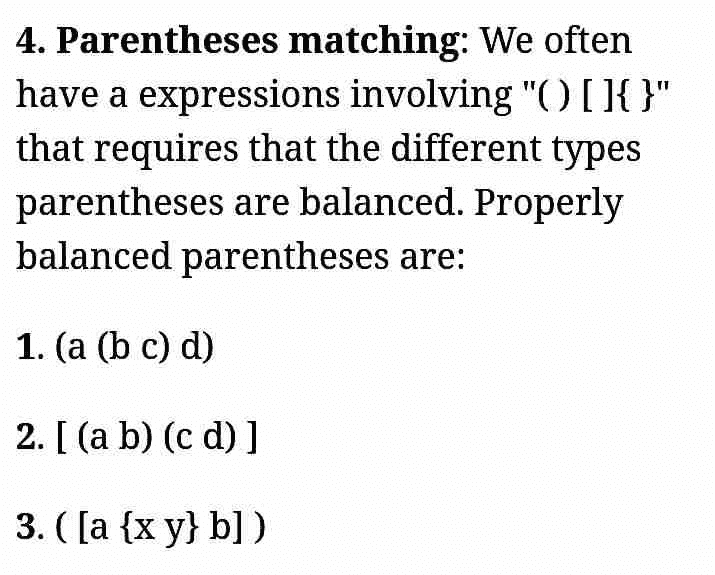 4. Parentheses matching: We often
have a expressions involving "( ) [ ]{ }"
that requires that the different types
parentheses are balanced. Properly
balanced parentheses are:
1. (a (b c) d)
2. [ (a b) (c d) ]
3. ( [a {x y} b] )